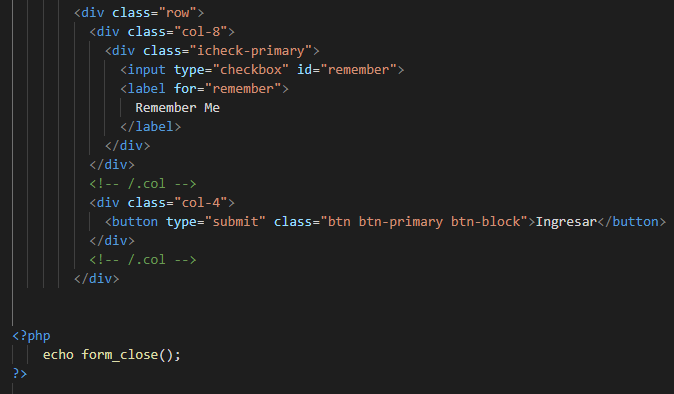 <div class="row">
<div class="col-8">
<div class="icheck-primary">
<input type="checkbox" id="remember">
<label for="remember">
Remember Me
</label>
</div>
</div>
<!-- /.col -->
<div class="col-4">
<button type="submit" class="btn btn-primary btn-block">Ingresar</button>
</div>
<!-- /.col -->
</div>
<?php
echo form_close();
?>